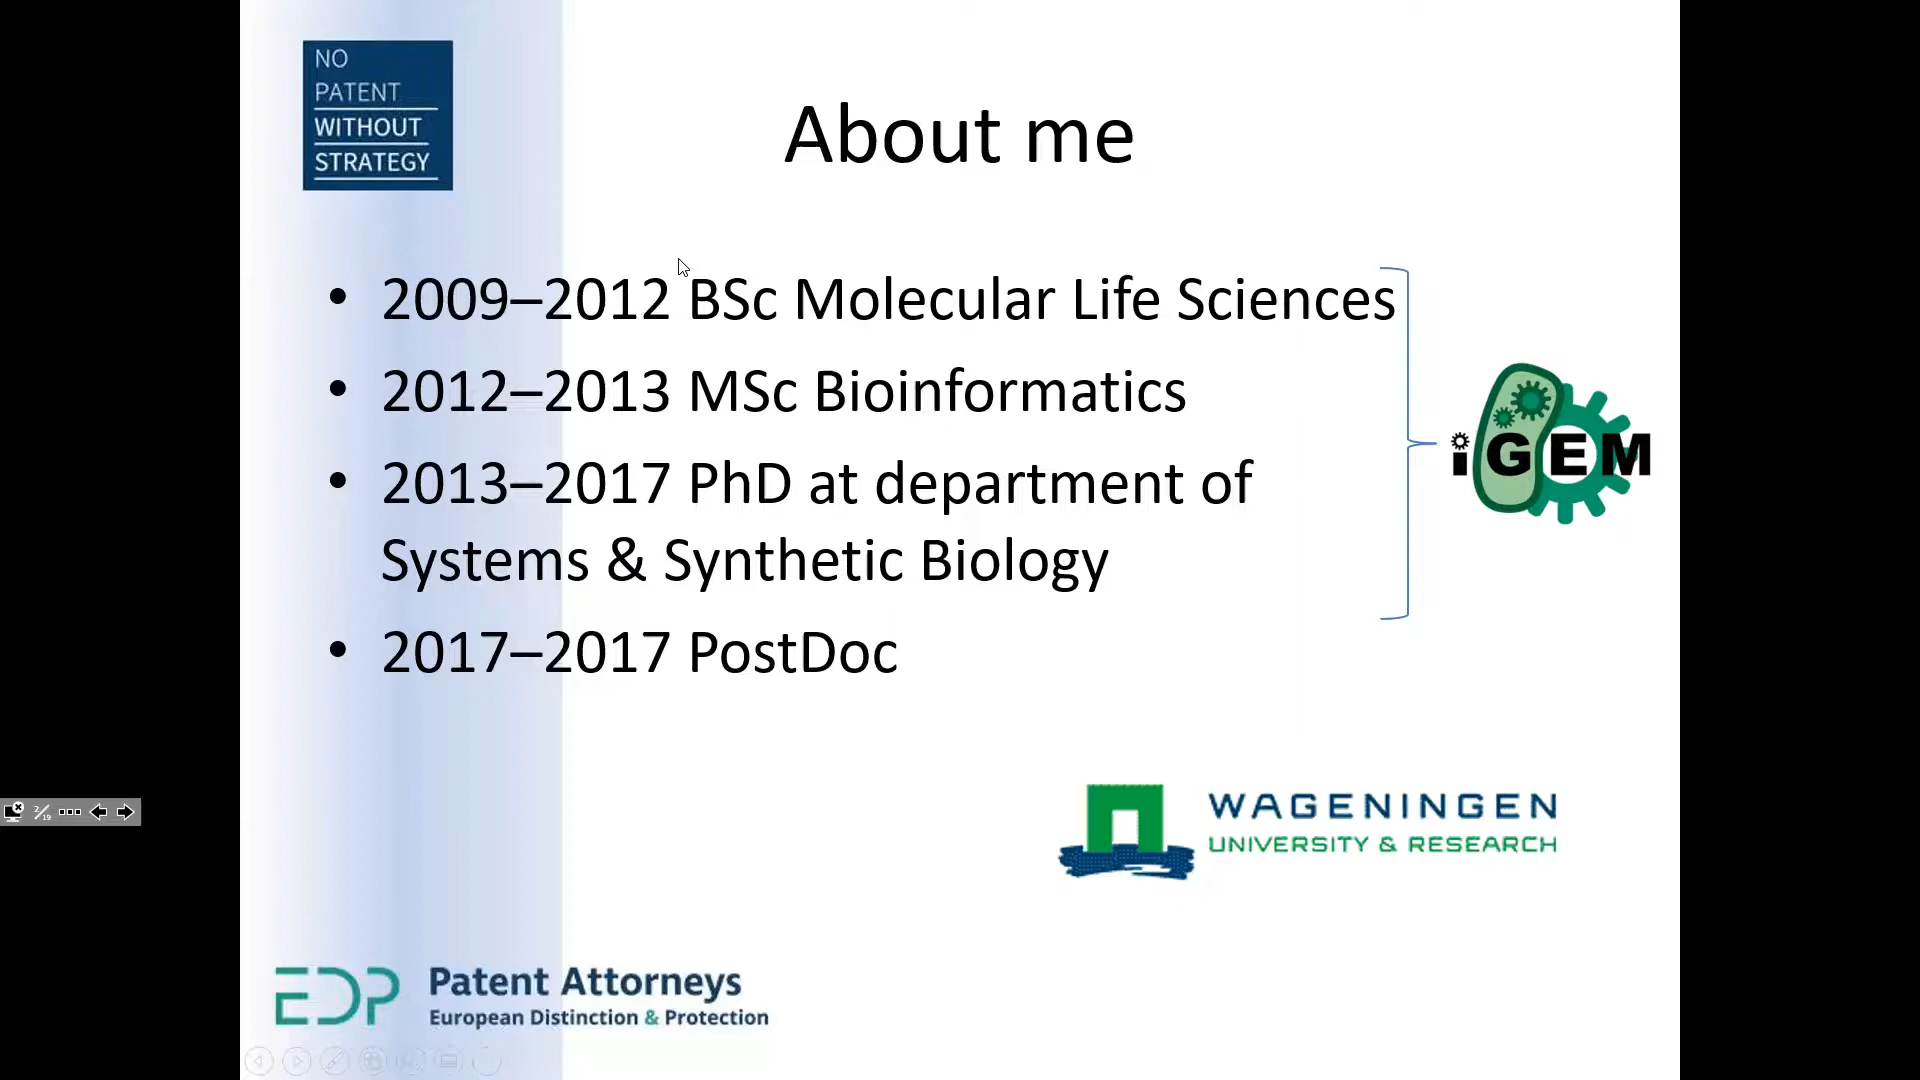 NO
PATENT
WITHOUT
STRATEGY
About me
• 2009–2012 BSc Molecular Life Sciences
• 2012–2013 MSc Bioinformatics
• 2013–2017 PhD at department of
Systems & Synthetic Biology
• 2017–2017 PostDoc
iGEM
WAGENINGEN
UNIVERSITY & RESEARCH
2/19
EDP Patent Attorneys
European Distinction & Protection